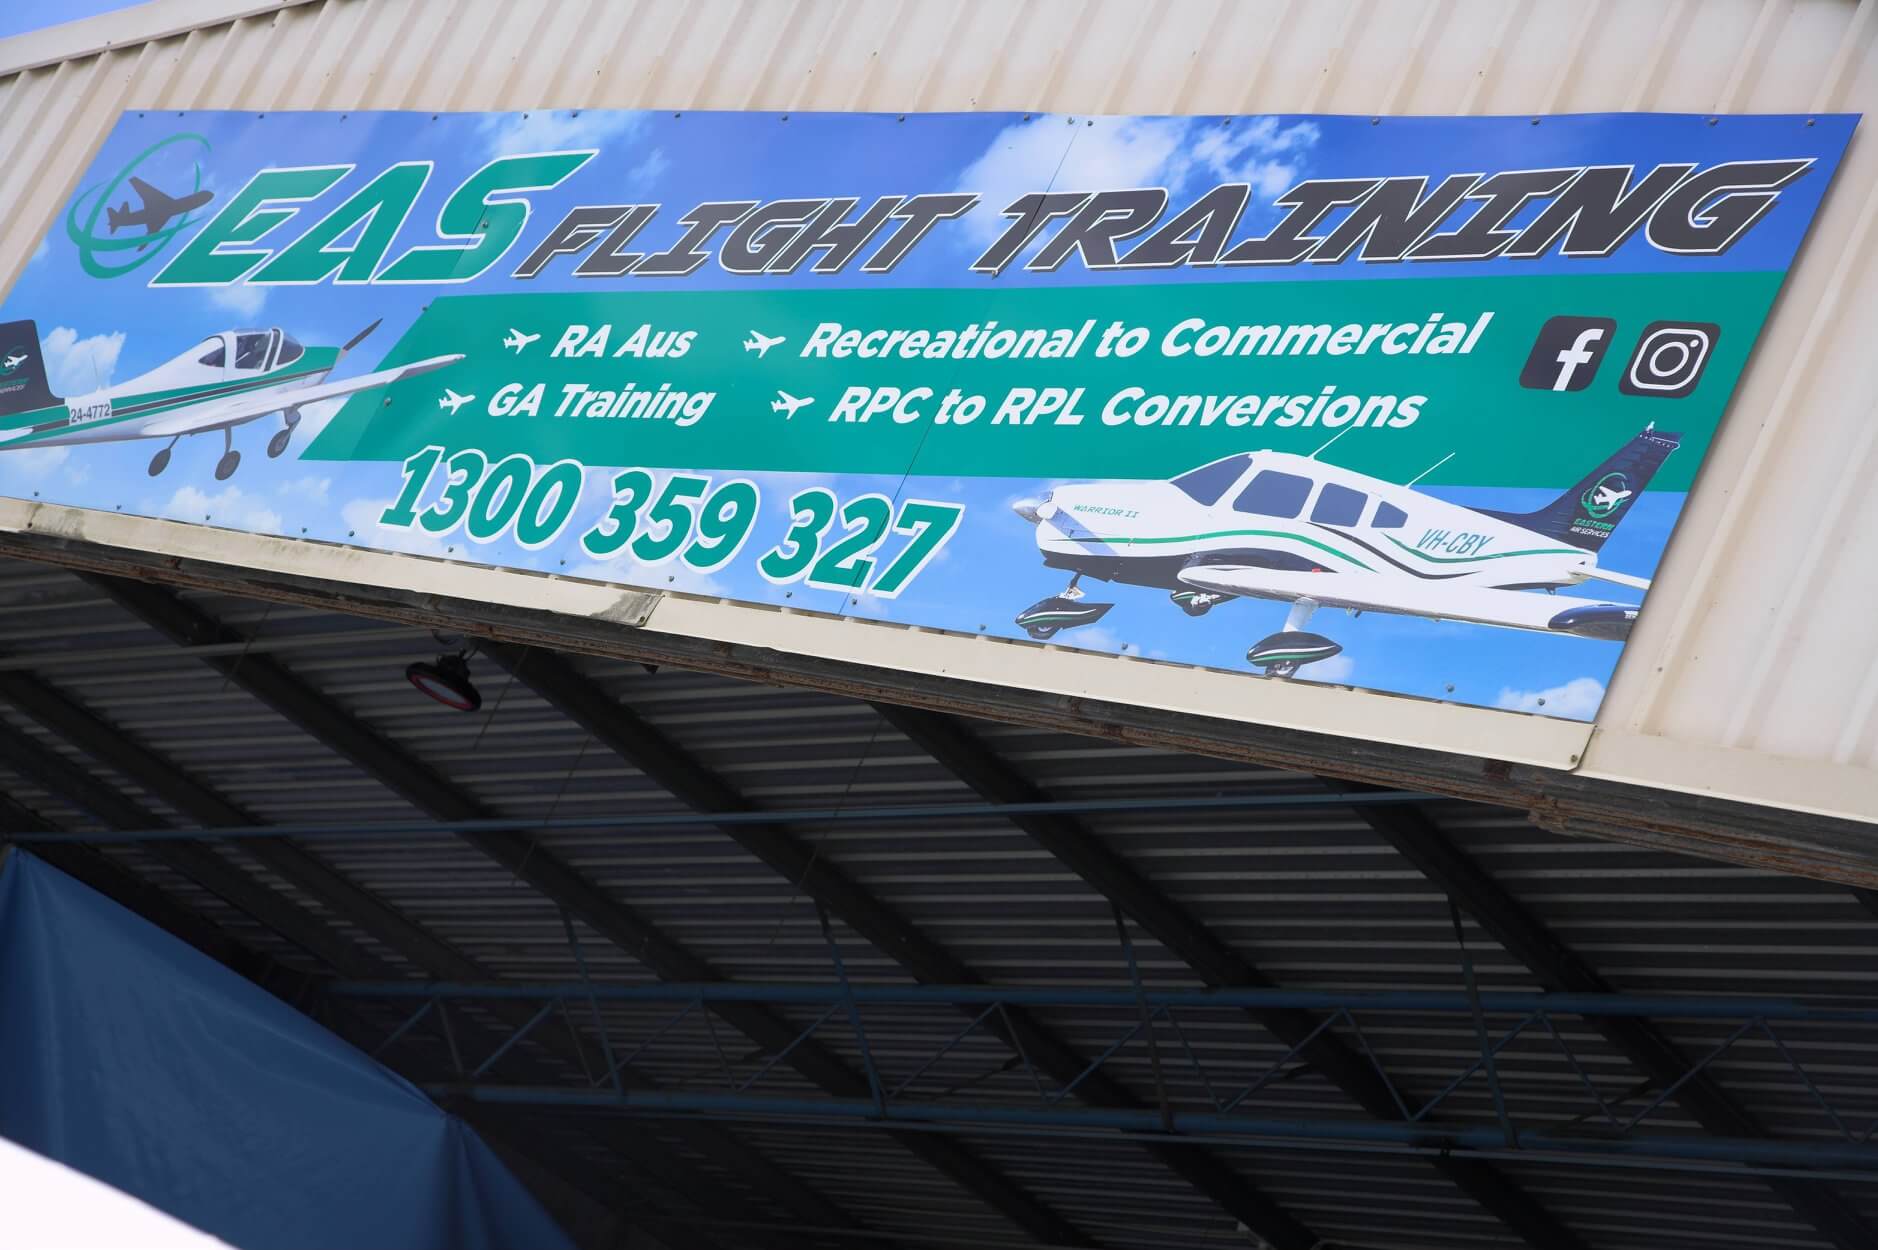 EAS FLIGHT TRAINING
RA Aus
Recreational to Commercial
GA Training
RPC to RPL Conversions
1300 359 327
24-4772
WARRIOR II
VH-CBY
EASTERN
AIR SERVICES